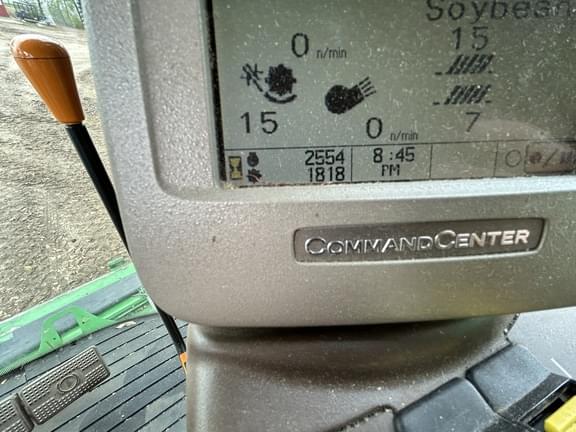 Soybean
0 n/min
15
15
0 n/min
7
2554
1818
8:45
PM
COMMANDCENTER